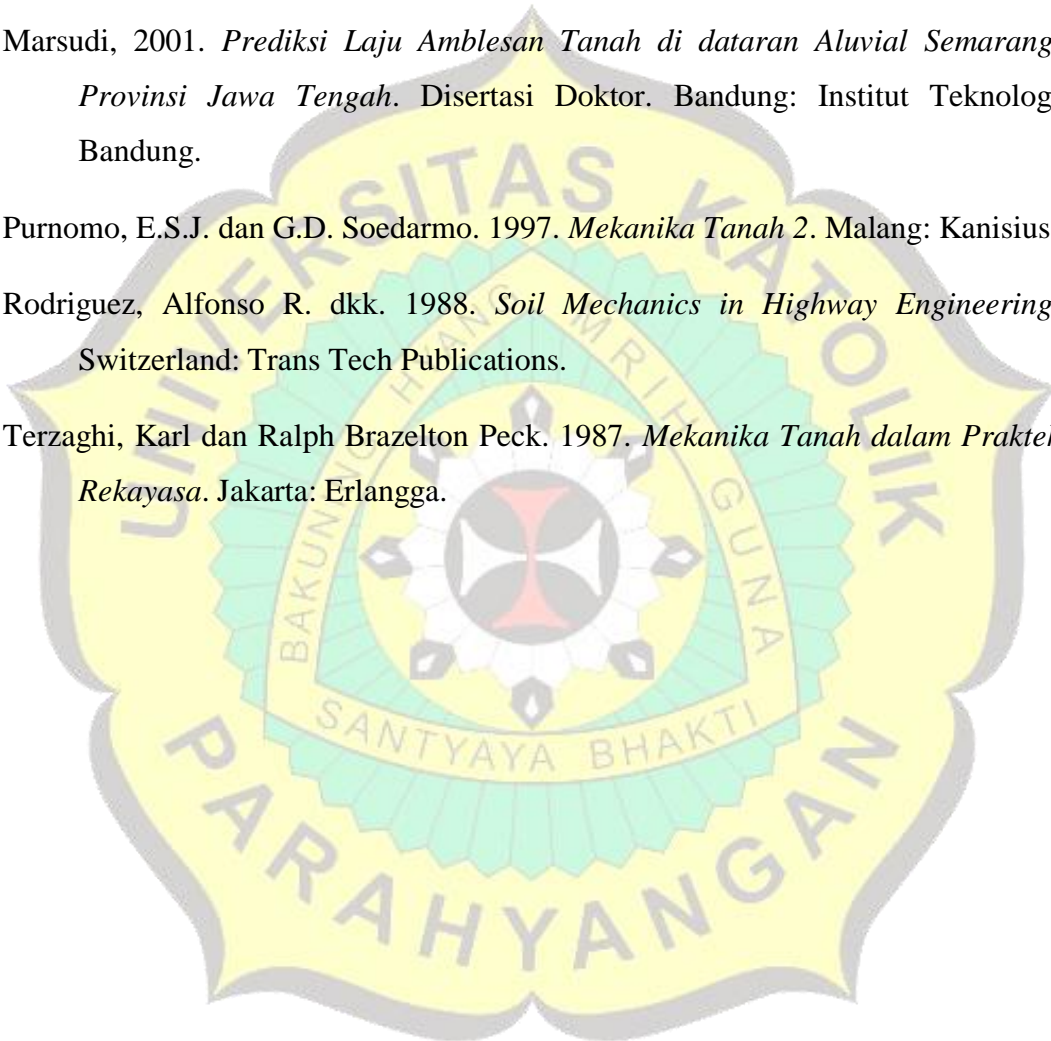 Marsudi, 2001. Prediksi Laju Amblesan Tanah di dataran Aluvial Semarang
Provinsi Jawa Tengah. Disertasi Doktor. Bandung: Institut Teknolog
Bandung.
Purnomo, E.S.J. dan G.D. Soedarmo. 1997. Mekanika Tanah 2. Malang: Kanisius
Rodriguez, Alfonso R. dkk. 1988. Soil Mechanics in Highway Engineering
Switzerland: Trans Tech Publications.
Terzaghi, Karl dan Ralph Brazelton Peck. 1987. Mekanika Tanah dalam Praktek
Rekayasa. Jakarta: Erlangga.
UNIVERSITAS KATOLIK
BAKUNING HYANG MRIH GUNA
SANTYAYA BHAKTI
PARAHYANGAN